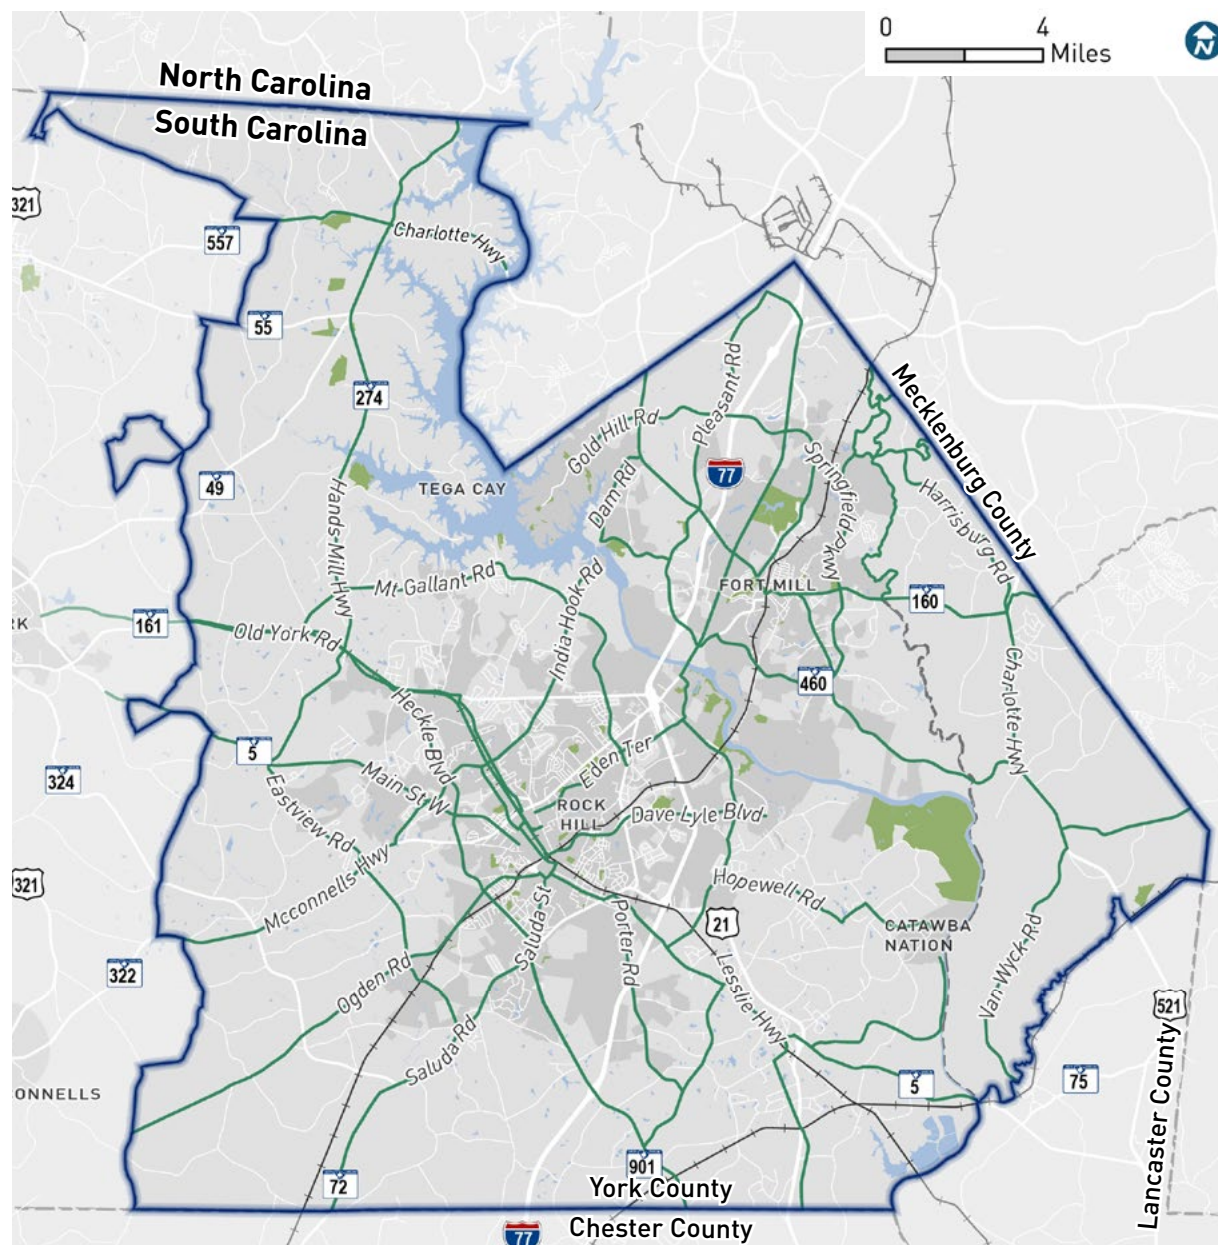 0 4
Miles
N
North Carolina
South Carolina
321
557
Charlotte Hwy
55
274
Pleasant Rd
Mecklenburg County
Gold Hill Rd
77
Springfield Pkwy
49
TEGA CAY
Dam Rd
Harrisburg Rd
Hands Mill Hwy
Mt Gallant Rd
India Hook Rd
FORT MILL
160
RK
161
Old York Rd
Charlotte Hwy
460
Heckle Blvd
5
Eden Ter
324
Main St W
Eastview Rd
ROCK
HILL
Dave Lyle Blvd
321
Mcconnells Hwy
Hopewell Rd
Saluda St
Porter Rd
21
CATAWBA
NATION
322
Ogden Rd
Lesslie Hwy
Van Wyck Rd
521
Saluda Rd
ONNELLS
5
75
Lancaster County
72
901
York County
Chester County
77